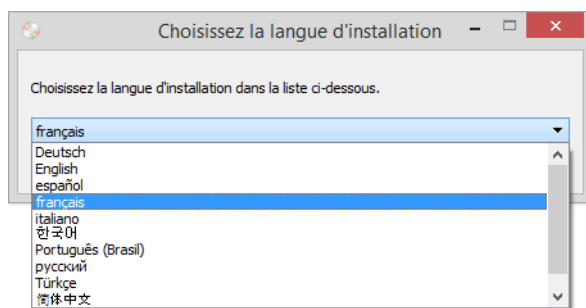 Choisissez la langue d'installation
Choisissez la langue d'installation dans la liste ci-dessous.
français
Deutsch
English
español
français
italiano
한국어
Português (Brasil)
русский
Türkçe
简体中文